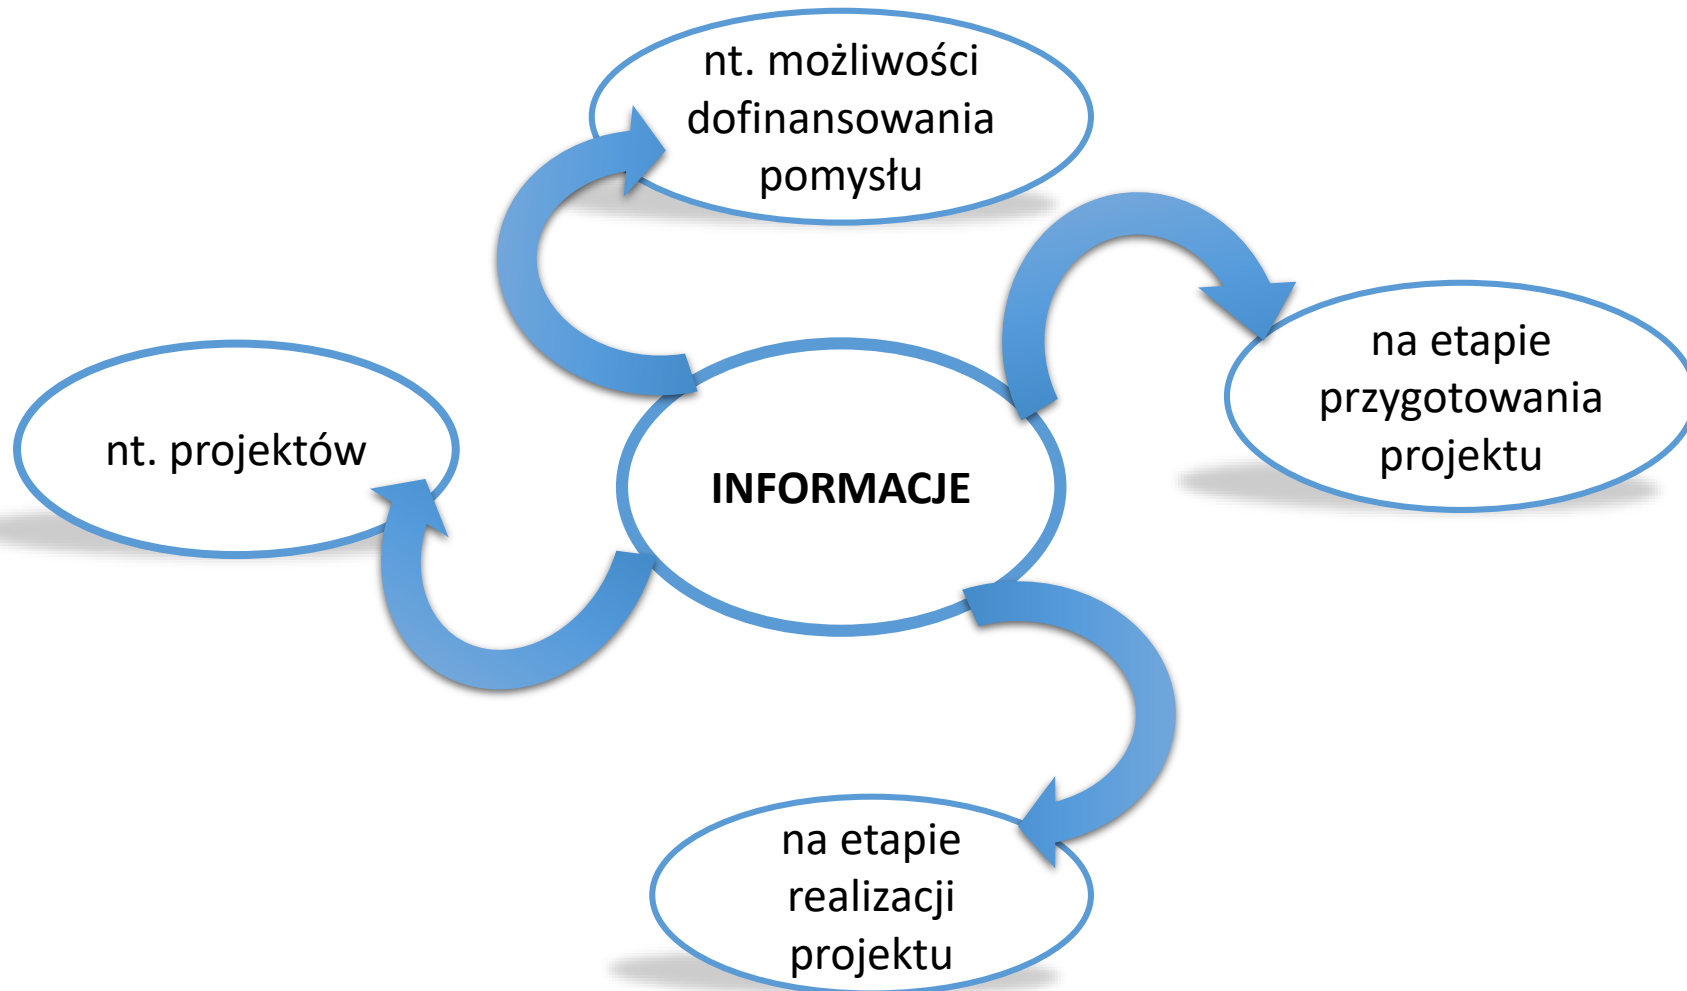 nt. możliwości
dofinansowania
pomysłu
na etapie
przygotowania
projektu
nt. projektów
INFORMACJE
na etapie
realizacji
projektu